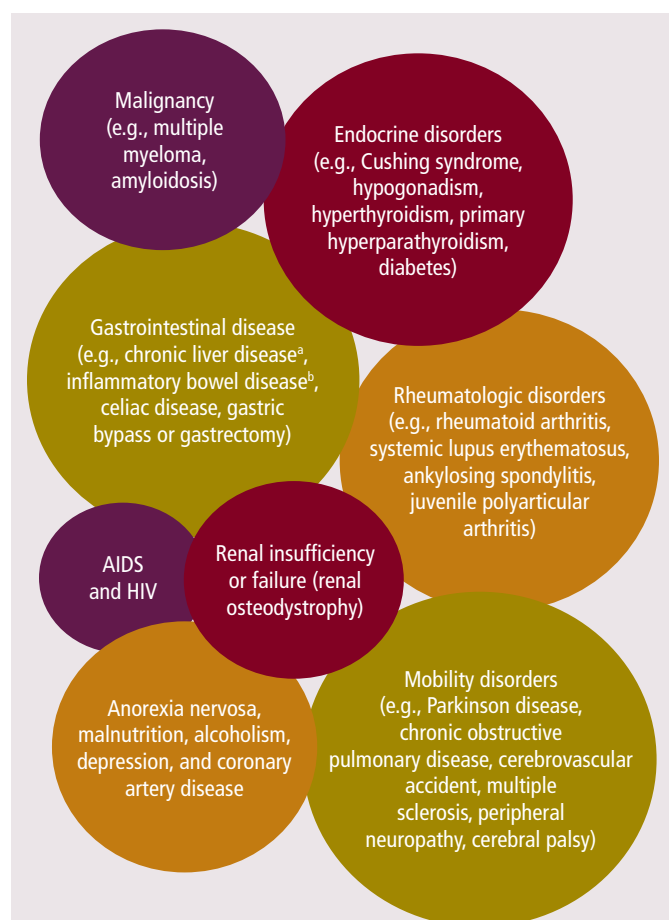 Malignancy
(e.g., multiple
myeloma,
amyloidosis)
Endocrine disorders
(e.g., Cushing syndrome,
hypogonadism,
hyperthyroidism, primary
hyperparathyroidism,
diabetes)
Gastrointestinal disease
(e.g., chronic liver diseaseᵃ,
inflammatory bowel diseaseᵇ,
celiac disease, gastric
bypass or gastrectomy)
Rheumatologic disorders
(e.g., rheumatoid arthritis,
systemic lupus erythematosus,
ankylosing spondylitis,
juvenile polyarticular
arthritis)
AIDS
and HIV
Renal insufficiency
or failure (renal
osteodystrophy)
Anorexia nervosa,
malnutrition, alcoholism,
depression, and coronary
artery disease
Mobility disorders
(e.g., Parkinson disease,
chronic obstructive
pulmonary disease, cerebrovascular
accident, multiple
sclerosis, peripheral
neuropathy, cerebral palsy)